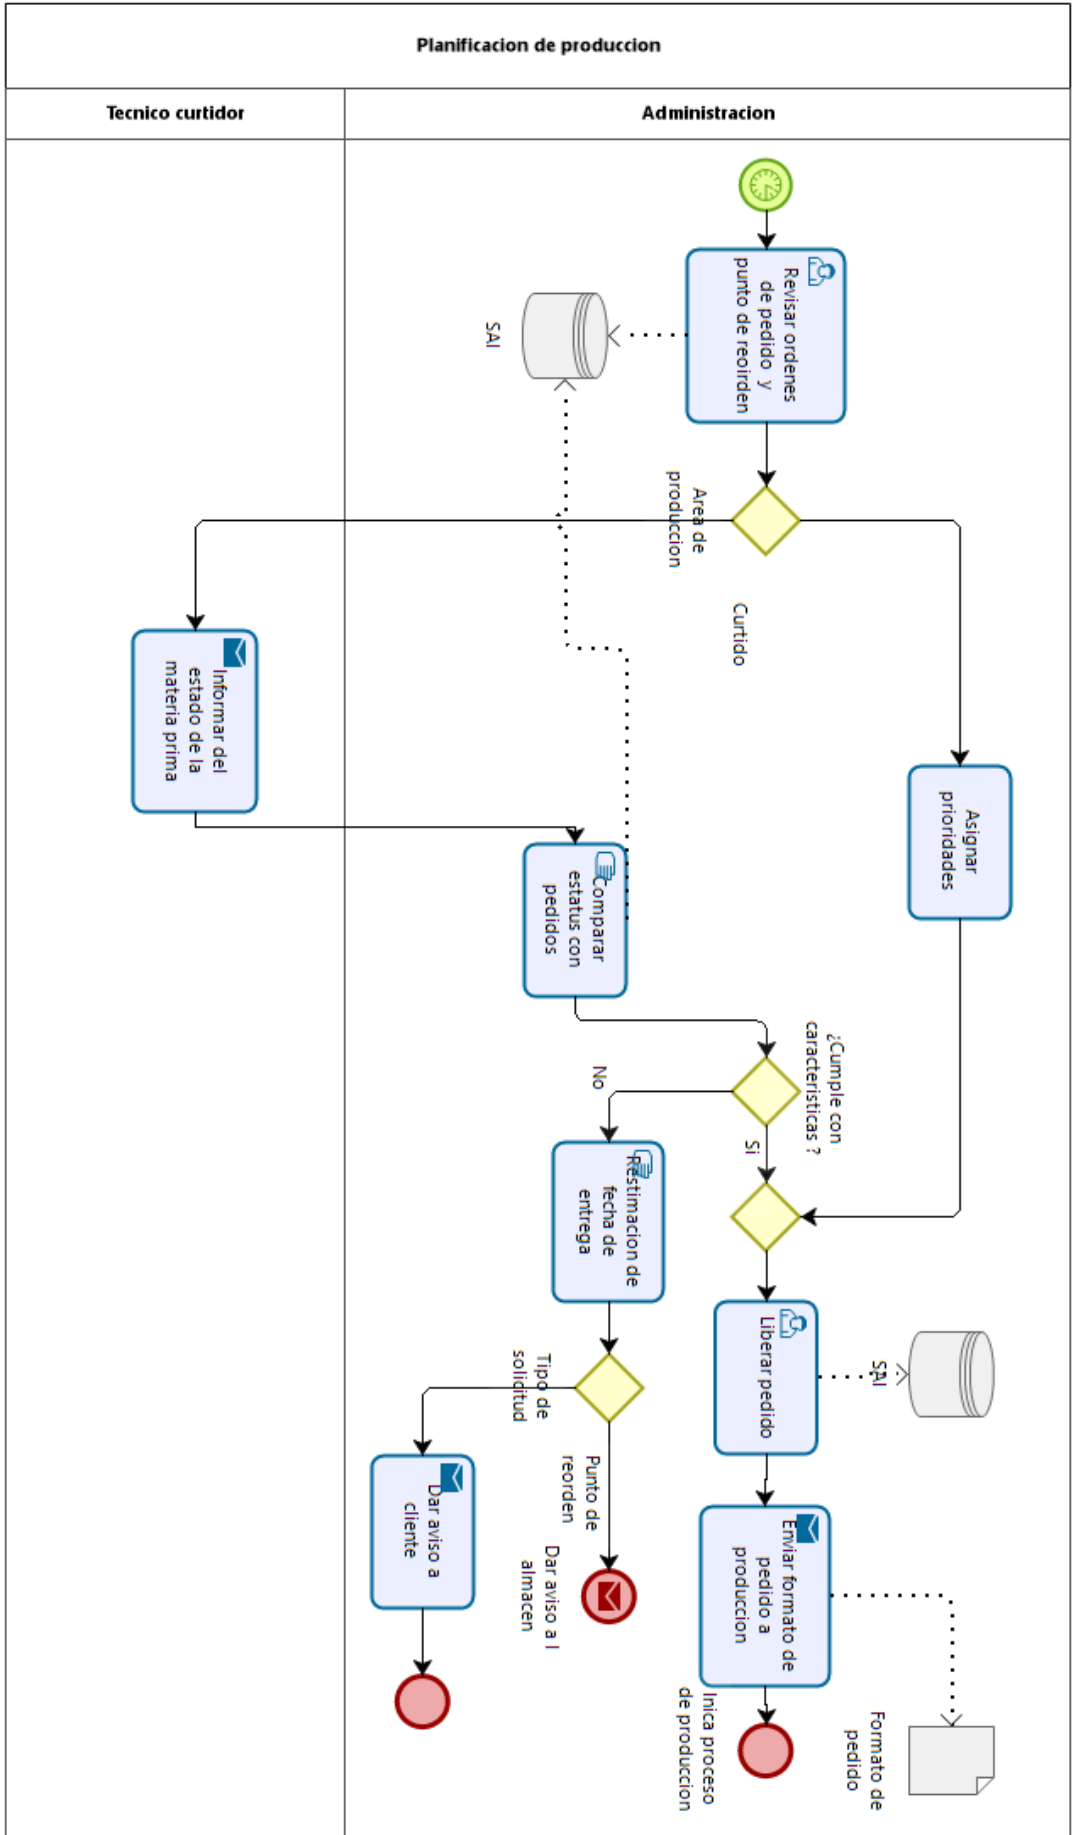 Planificacion de produccion
Tecnico curtidor
Administracion
Revisar ordenes
de pedido y
punto de reoirden
SAI
Area de
produccion
Curtido
Informar del
estado de la
materia prima
Asignar
prioridades
Comparar
estatus con
pedidos
¿Cumple con
caracteristicas ?
No
Si
Restimacion de
fecha de
entrega
Liberar pedido
SAI
Tipo de
solicitud
Punto de
reorden
Dar aviso a
cliente
Dar aviso a l
almacen
Enviar formato de
pedido a
produccion
Inica proceso
de produccion
Formato de
pedido